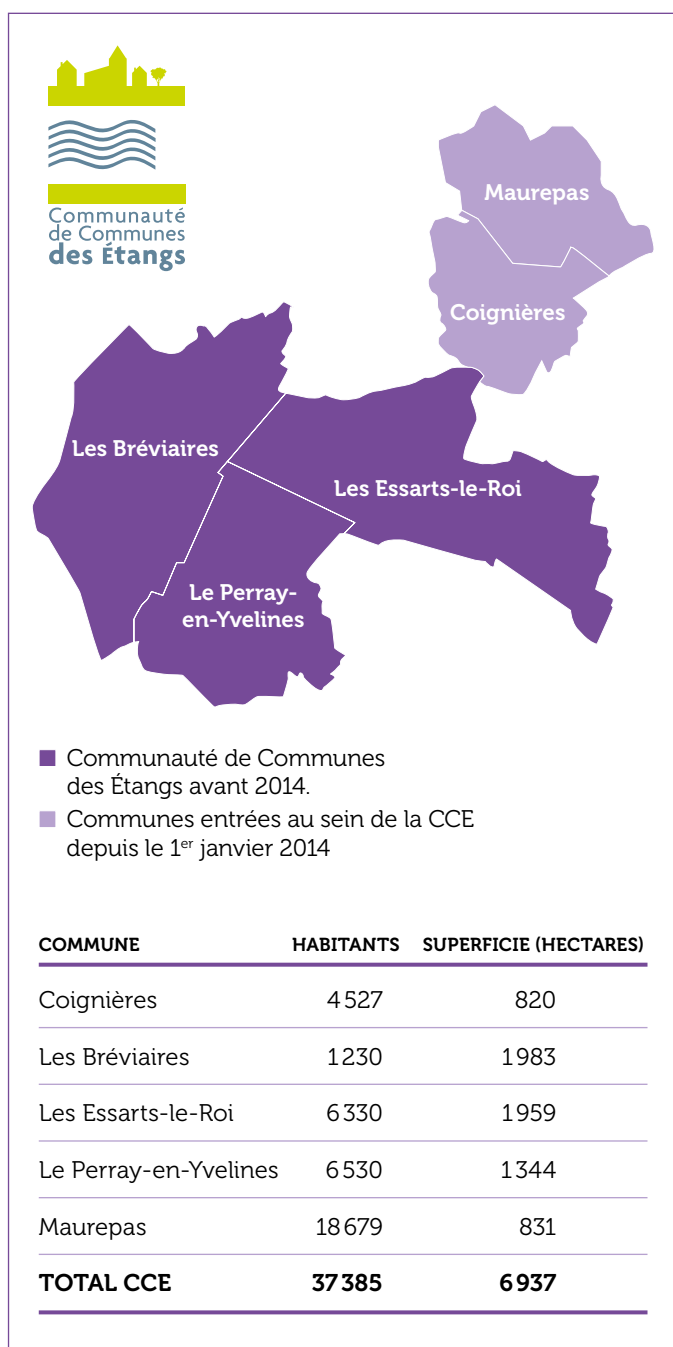 Communauté
de Communes
des Étangs
Maurepas
Coignières
Les Bréviaires
Les Essarts-le-Roi
Le Perray-
en-Yvelines
Communauté de Communes
des Étangs avant 2014.
Communes entrées au sein de la CCE
depuis le 1er janvier 2014
COMMUNE HABITANTS SUPERFICIE (HECTARES)
Coignières 4 527 820
Les Bréviaires 1 230 1 983
Les Essarts-le-Roi 6 330 1 959
Le Perray-en-Yvelines 6 530 1 344
Maurepas 18 679 831
TOTAL CCE 37 385 6 937